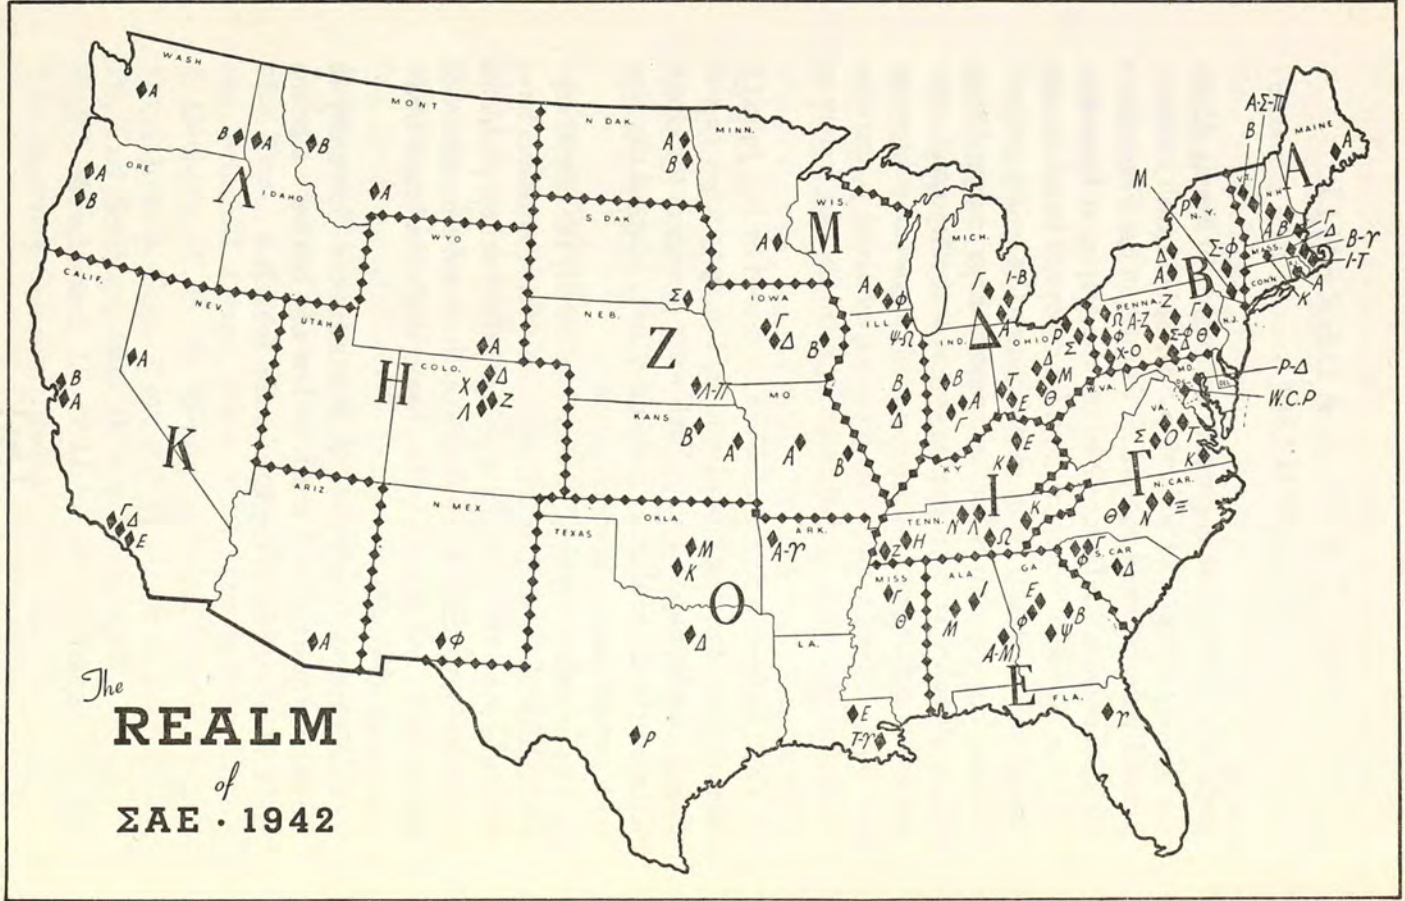 WASH
MONT
N DAK
MINN.
ORE
IDAHO
S DAK
WIS.
MICH.
MAINE
V.T.
N.H.
N.Y.
MASS.
CONN.
WYO
CALIF.
NEV.
UTAH
COLO.
NEB.
IOWA
ILL
IND.
OHIO
PENNA.
N.J.
MD.
DEL
W.VA.
VA.
KANS
MO
KY
ARIZ
N MEX
TEXAS
OKLA.
ARK.
TENN.
N.CAR.
S.CAR
MISS
ALA
GA
LA.
FLA.
Λ
K
H
Z
M
Δ
B
A
Γ
I
O
E
A
B
A
B
A
B
A
A
B
A
A
Φ
Ψ-Ω
Γ
I-B
A
Α-Σ-Π
B
M
P
A
A
B
Γ
Δ
Β-ϒ
Ι-Τ
A
K
Δ
A
Σ-Φ
Σ
Γ
Δ
B
Λ-Π
B
A
A
B
B
Δ
B
A
Γ
T
E
Δ
M
Θ
P
Σ
Ω
Φ
Χ-Ο
Α-Ζ
Z
Γ
Σ-Φ
Δ
Θ
P-Δ
W.C.P
A
B
A
Γ
Δ
E
A
Δ
X
Z
Λ
A
Φ
M
K
Δ
P
Α-ϒ
E
Τ-ϒ
E
K
N
Λ
K
Z
H
Ω
Σ
O
T
K
Θ
N
Ξ
Φ
Γ
Δ
Γ
Θ
I
M
Α-Μ
E
Φ
B
Ψ
ϒ
The
REALM
of
ΣΑΕ · 1942